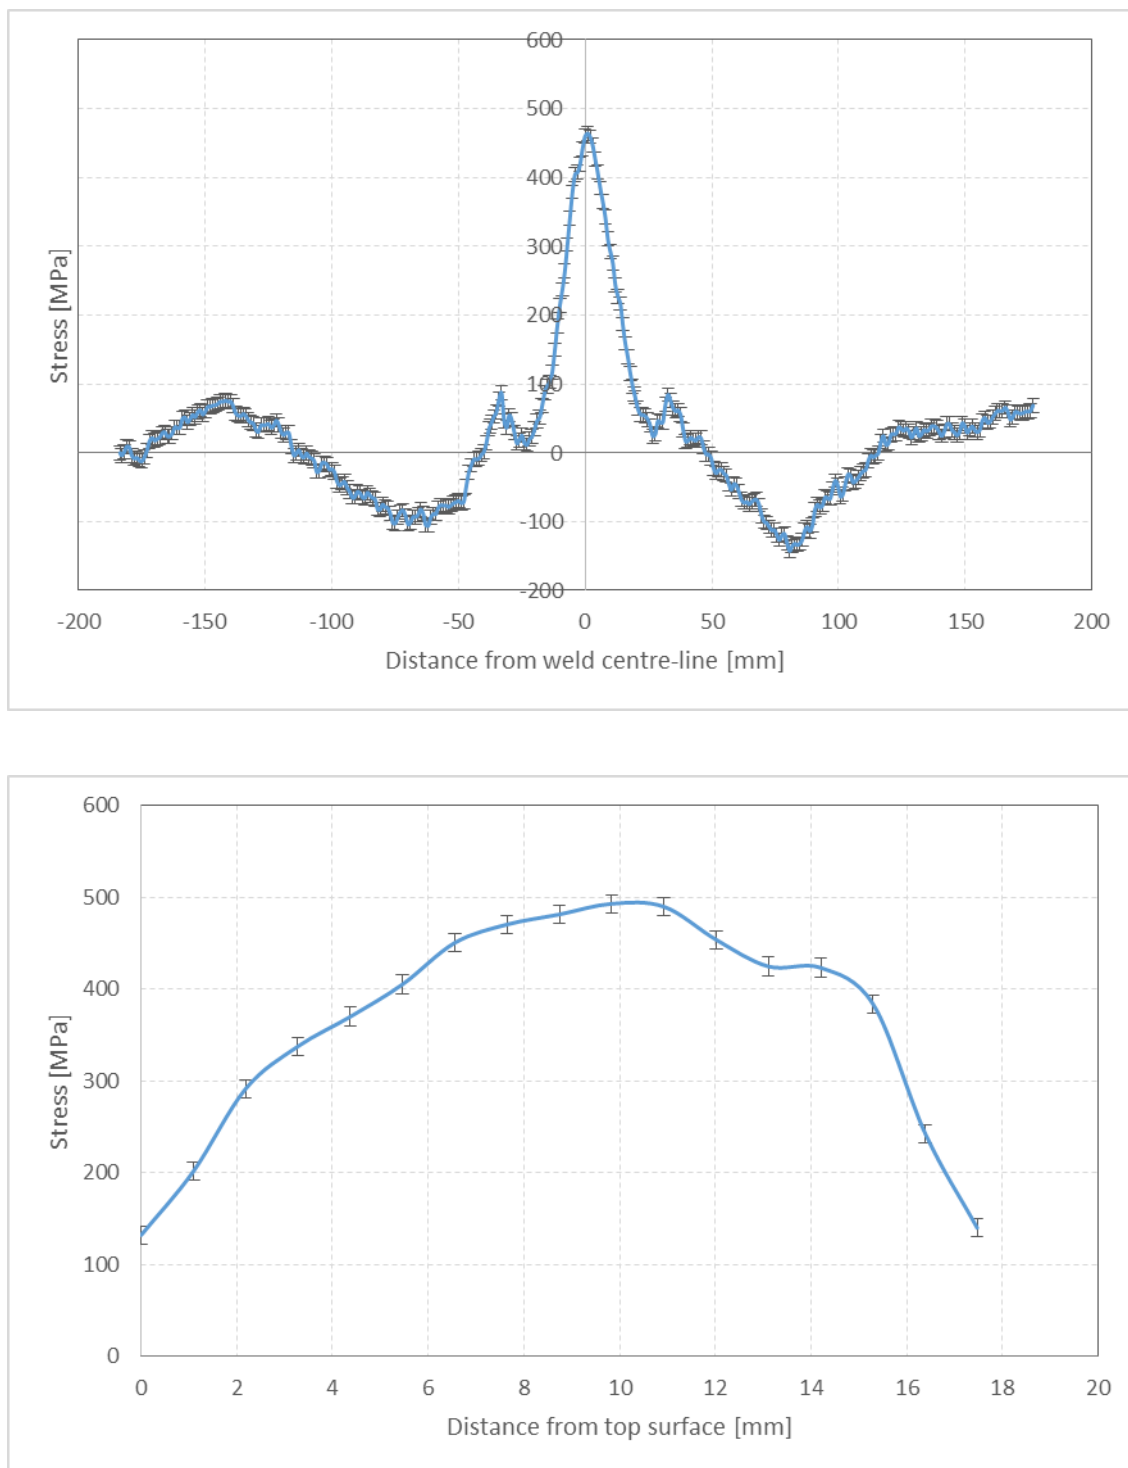 600
500
400
300
200
100
0
-100
-200
Stress [MPa]
-200 -150 -100 -50 0 50 100 150 200
Distance from weld centre-line [mm]
600
500
400
300
200
100
0
Stress [MPa]
0 2 4 6 8 10 12 14 16 18 20
Distance from top surface [mm]